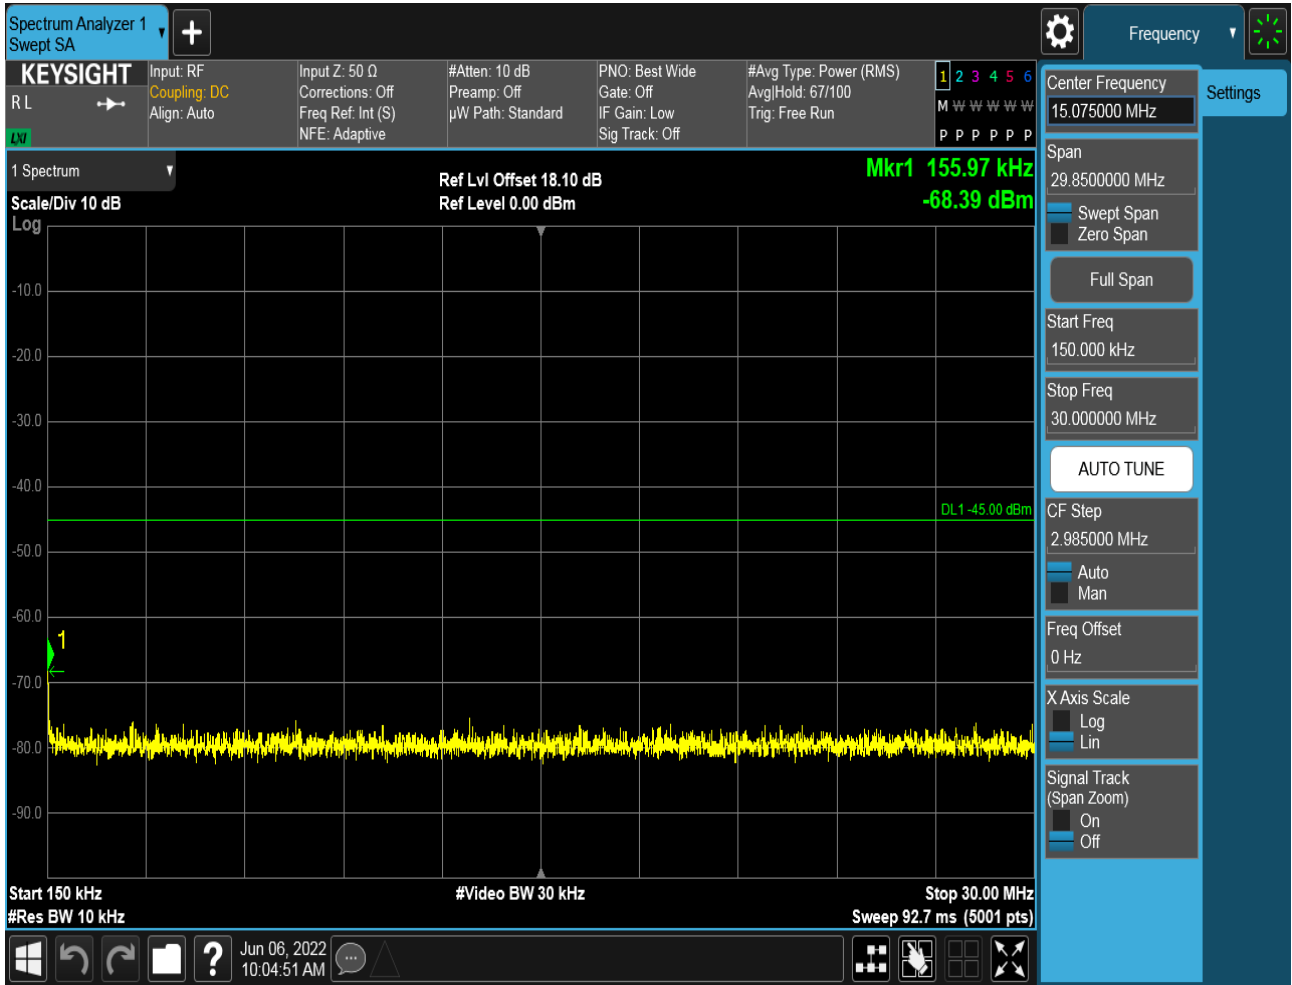 Spectrum Analyzer 1
Swept SA
Frequency
KEYSIGHT
R L
LXI
Input: RF
Coupling: DC
Align: Auto
Input Z: 50 Ω
Corrections: Off
Freq Ref: Int (S)
NFE: Adaptive
#Atten: 10 dB
Preamp: Off
µW Path: Standard
PNO: Best Wide
Gate: Off
IF Gain: Low
Sig Track: Off
#Avg Type: Power (RMS)
Avg|Hold: 67/100
Trig: Free Run
1 2 3 4 5 6
M W W W W W
P P P P P P
1 Spectrum
Scale/Div 10 dB
Log
Ref Lvl Offset 18.10 dB
Ref Level 0.00 dBm
Mkr1 155.97 kHz
-68.39 dBm
-10.0
-20.0
-30.0
-40.0
DL1 -45.00 dBm
-50.0
-60.0
1
-70.0
-80.0
-90.0
Start 150 kHz
#Video BW 30 kHz
Stop 30.00 MHz
#Res BW 10 kHz
Sweep 92.7 ms (5001 pts)
Center Frequency
15.075000 MHz
Settings
Span
29.8500000 MHz
Swept Span
Zero Span
Full Span
Start Freq
150.000 kHz
Stop Freq
30.000000 MHz
AUTO TUNE
CF Step
2.985000 MHz
Auto
Man
Freq Offset
0 Hz
X Axis Scale
Log
Lin
Signal Track
(Span Zoom)
On
Off
?
Jun 06, 2022
10:04:51 AM